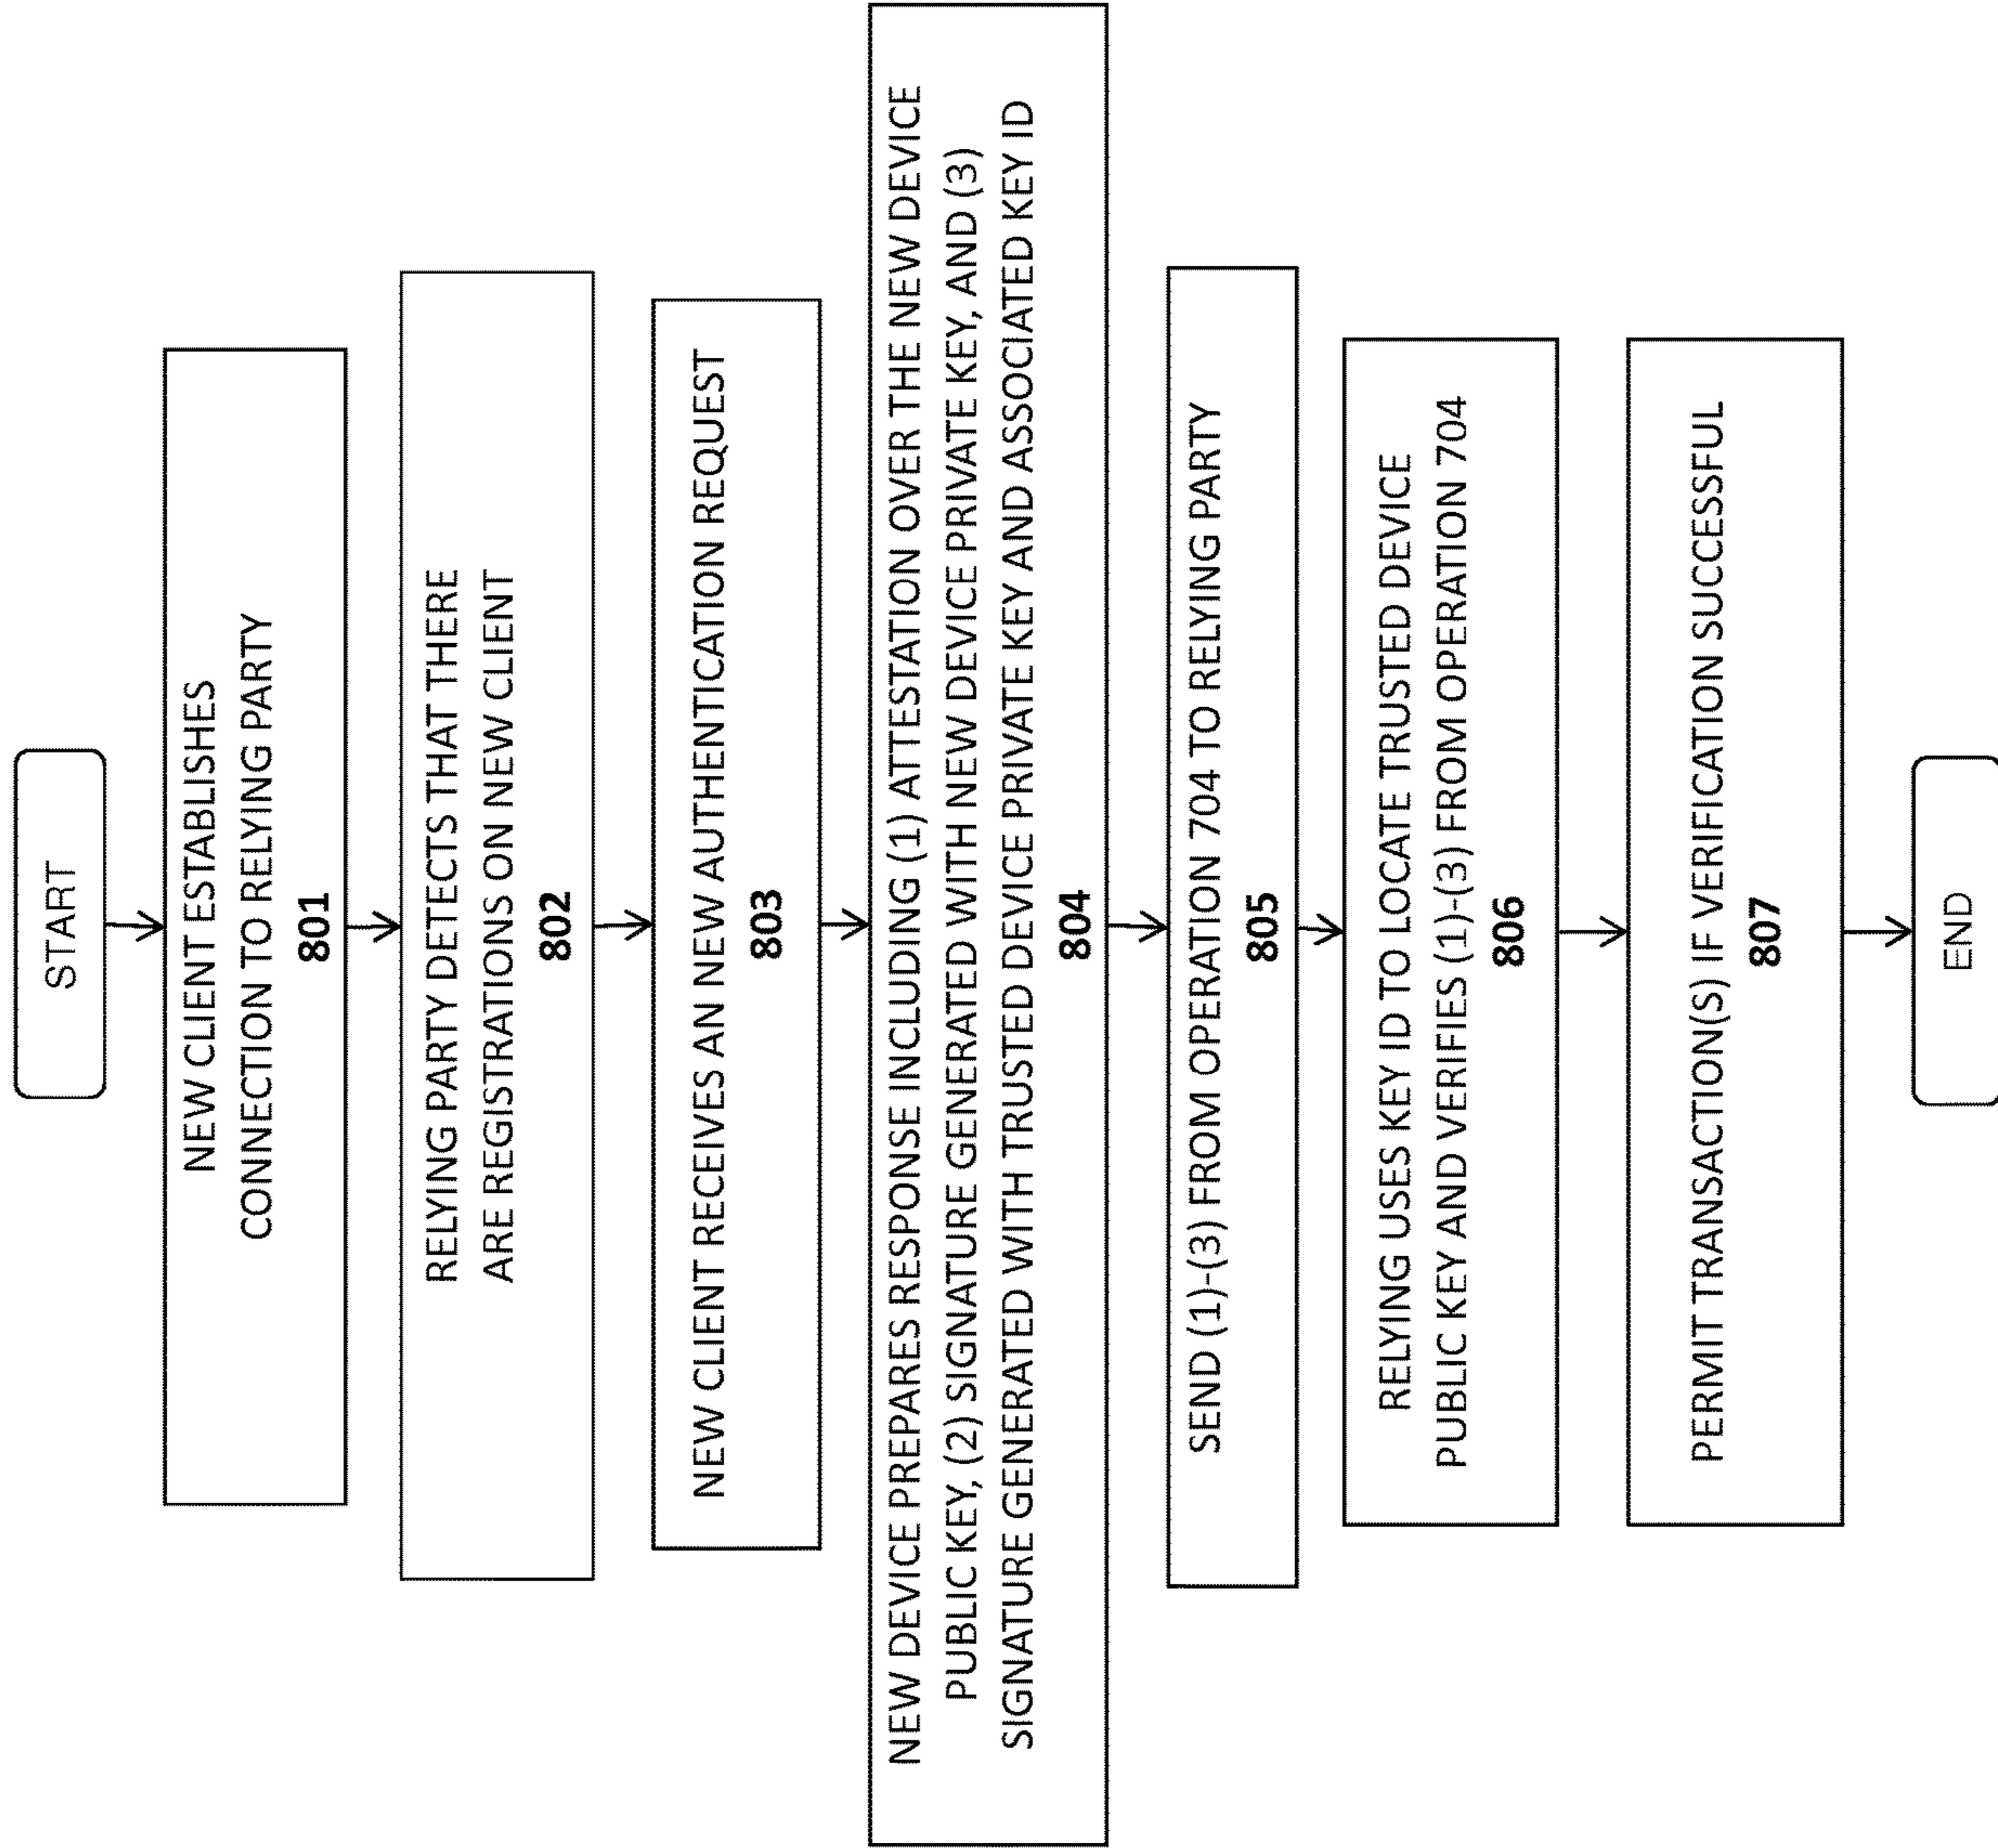 START
NEW CLIENT ESTABLISHES
CONNECTION TO RELYING PARTY
801
RELYING PARTY DETECTS THAT THERE
ARE REGISTRATIONS ON NEW CLIENT
802
NEW CLIENT RECEIVES AN NEW AUTHENTICATION REQUEST
803
NEW DEVICE PREPARES RESPONSE INCLUDING (1) ATTESTATION OVER THE NEW DEVICE
PUBLIC KEY, (2) SIGNATURE GENERATED WITH NEW DEVICE PRIVATE KEY, AND (3)
SIGNATURE GENERATED WITH TRUSTED DEVICE PRIVATE KEY AND ASSOCIATED KEY ID
804
SEND (1)-(3) FROM OPERATION 704 TO RELYING PARTY
805
RELYING USES KEY ID TO LOCATE TRUSTED DEVICE
PUBLIC KEY AND VERIFIES (1)-(3) FROM OPERATION 704
806
PERMIT TRANSACTION(S) IF VERIFICATION SUCCESSFUL
807
END